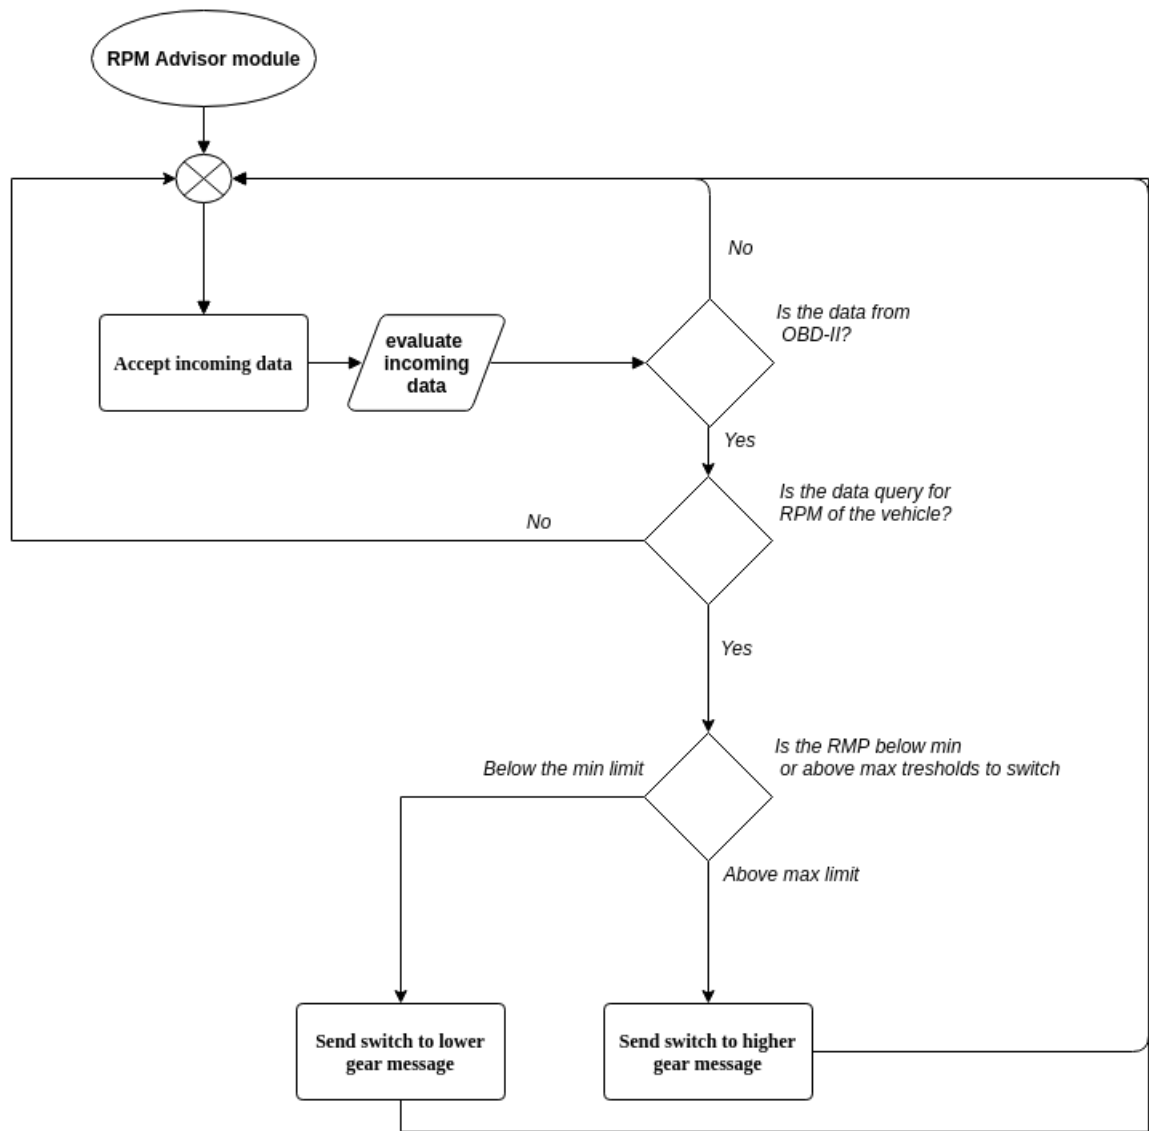 RPM Advisor module
No
Is the data from
OBD-II?
Accept incoming data
evaluate
incoming
data
Yes
Is the data query for
RPM of the vehicle?
No
Yes
Is the RMP below min
or above max tresholds to switch
Below the min limit
Above max limit
Send switch to lower
gear message
Send switch to higher
gear message